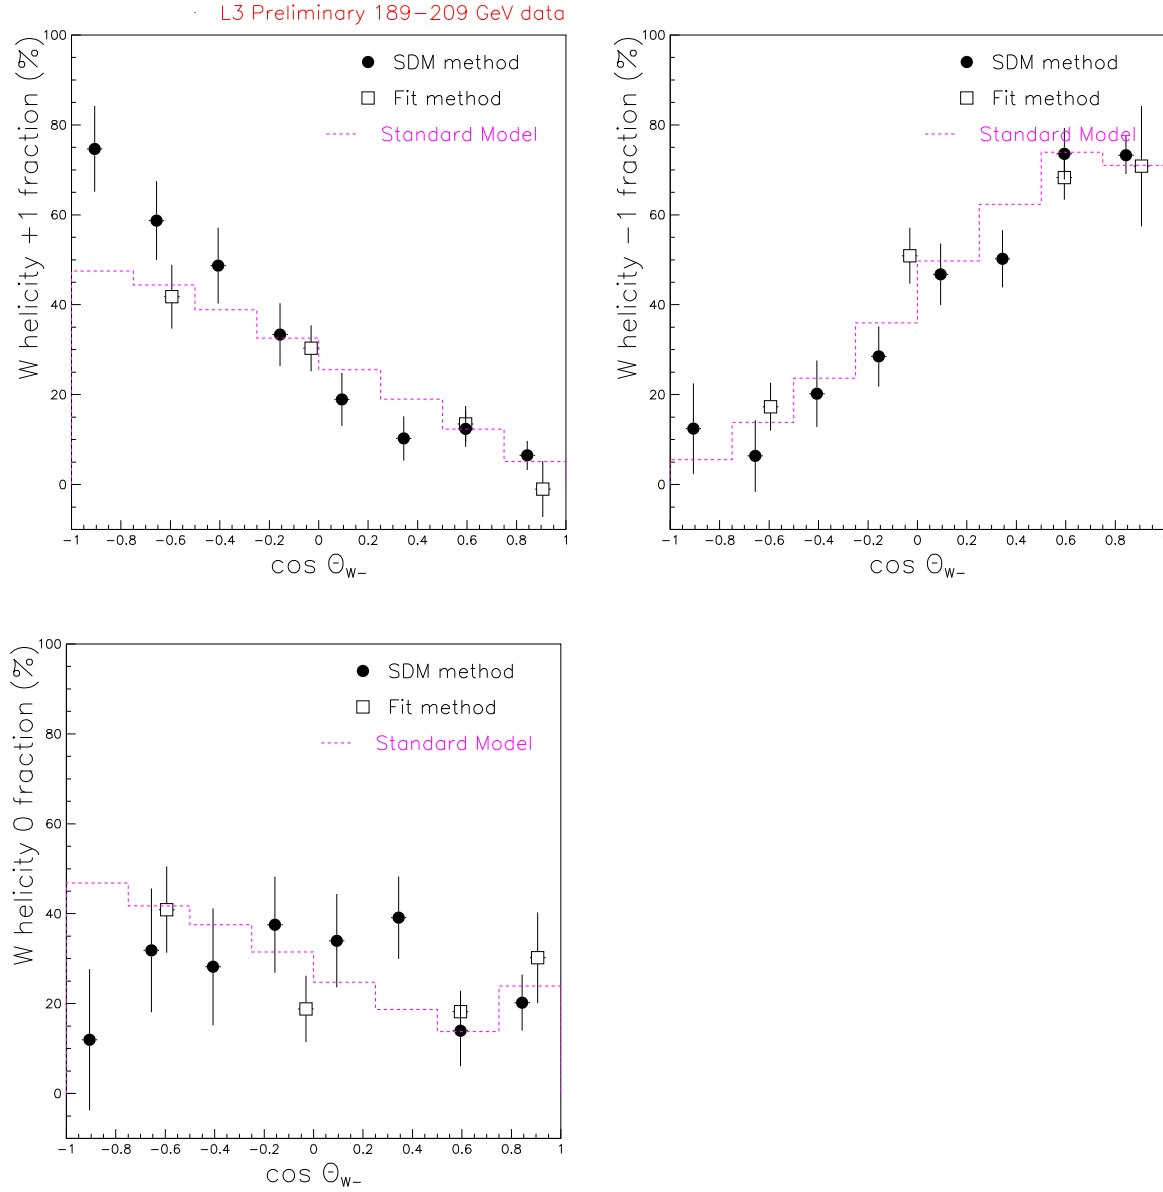 L3 Preliminary 189−209 GeV data
W helicity +1 fraction (%)
100
80
60
40
20
0
SDM method
Fit method
Standard Model
−1 −0.8 −0.6 −0.4 −0.2 0 0.2 0.4 0.6 0.8 1
cos ΘW−
W helicity −1 fraction (%)
100
80
60
40
20
0
SDM method
Fit method
Standard Model
−1 −0.8 −0.6 −0.4 −0.2 0 0.2 0.4 0.6 0.8 1
cos ΘW−
W helicity 0 fraction (%)
100
80
60
40
20
0
SDM method
Fit method
Standard Model
−1 −0.8 −0.6 −0.4 −0.2 0 0.2 0.4 0.6 0.8 1
cos ΘW−